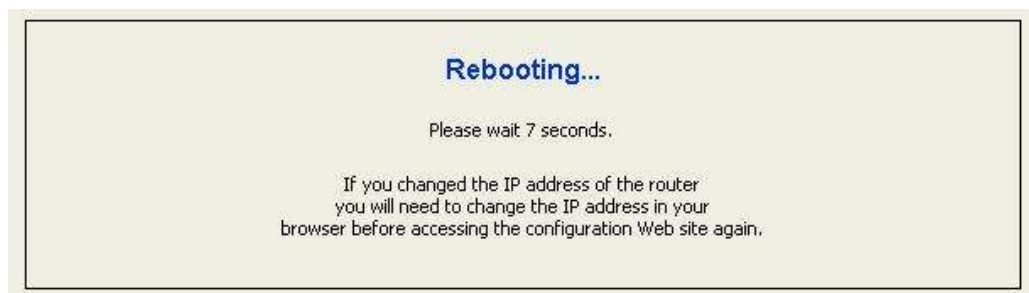 Rebooting...
Please wait 7 seconds.
If you changed the IP address of the router
you will need to change the IP address in your
browser before accessing the configuration Web site again.